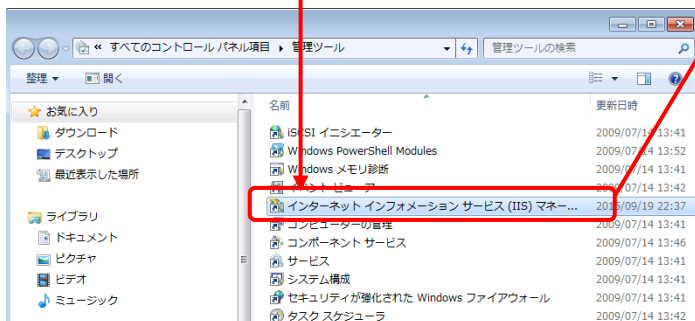 « すべてのコントロール パネル項目 ▸ 管理ツール
管理ツールの検索
整理 ▼ 開く
お気に入り
ダウンロード
デスクトップ
最近表示した場所
ライブラリ
ドキュメント
ピクチャ
ビデオ
ミュージック
名前 更新日時
iSCSI イニシエーター 2009/07/14 13:41
Windows PowerShell Modules 2009/07/14 13:52
Windows メモリ診断 2009/07/14 13:41
イベント ビューア 2009/07/14 13:42
インターネット インフォメーション サービス (IIS) マネー... 2016/09/19 22:37
コンピューターの管理 2009/07/14 13:41
コンポーネント サービス 2009/07/14 13:46
サービス 2009/07/14 13:41
システム構成 2009/07/14 13:41
セキュリティが強化された Windows ファイアウォール 2009/07/14 13:41
タスク スケジューラ 2009/07/14 13:42